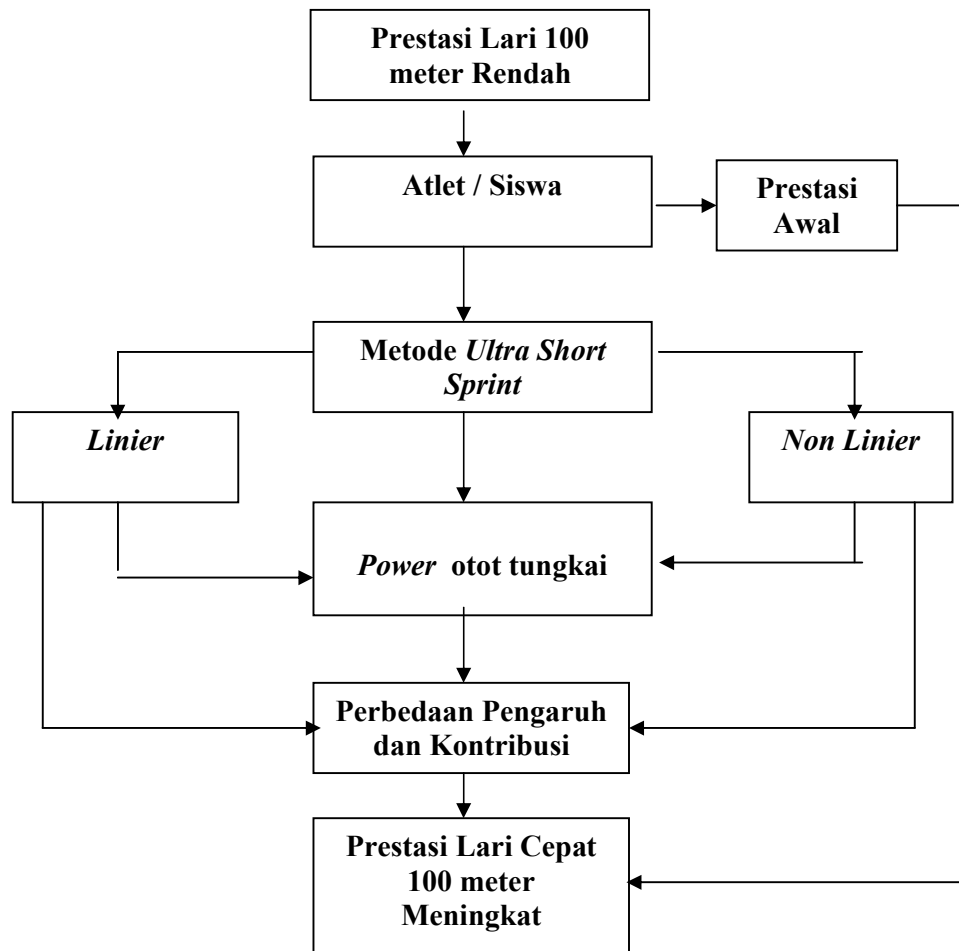 Prestasi Lari 100
meter Rendah
Atlet / Siswa
Prestasi
Awal
Metode Ultra Short
Sprint
Linier
Non Linier
Power otot tungkai
Perbedaan Pengaruh
dan Kontribusi
Prestasi Lari Cepat
100 meter
Meningkat